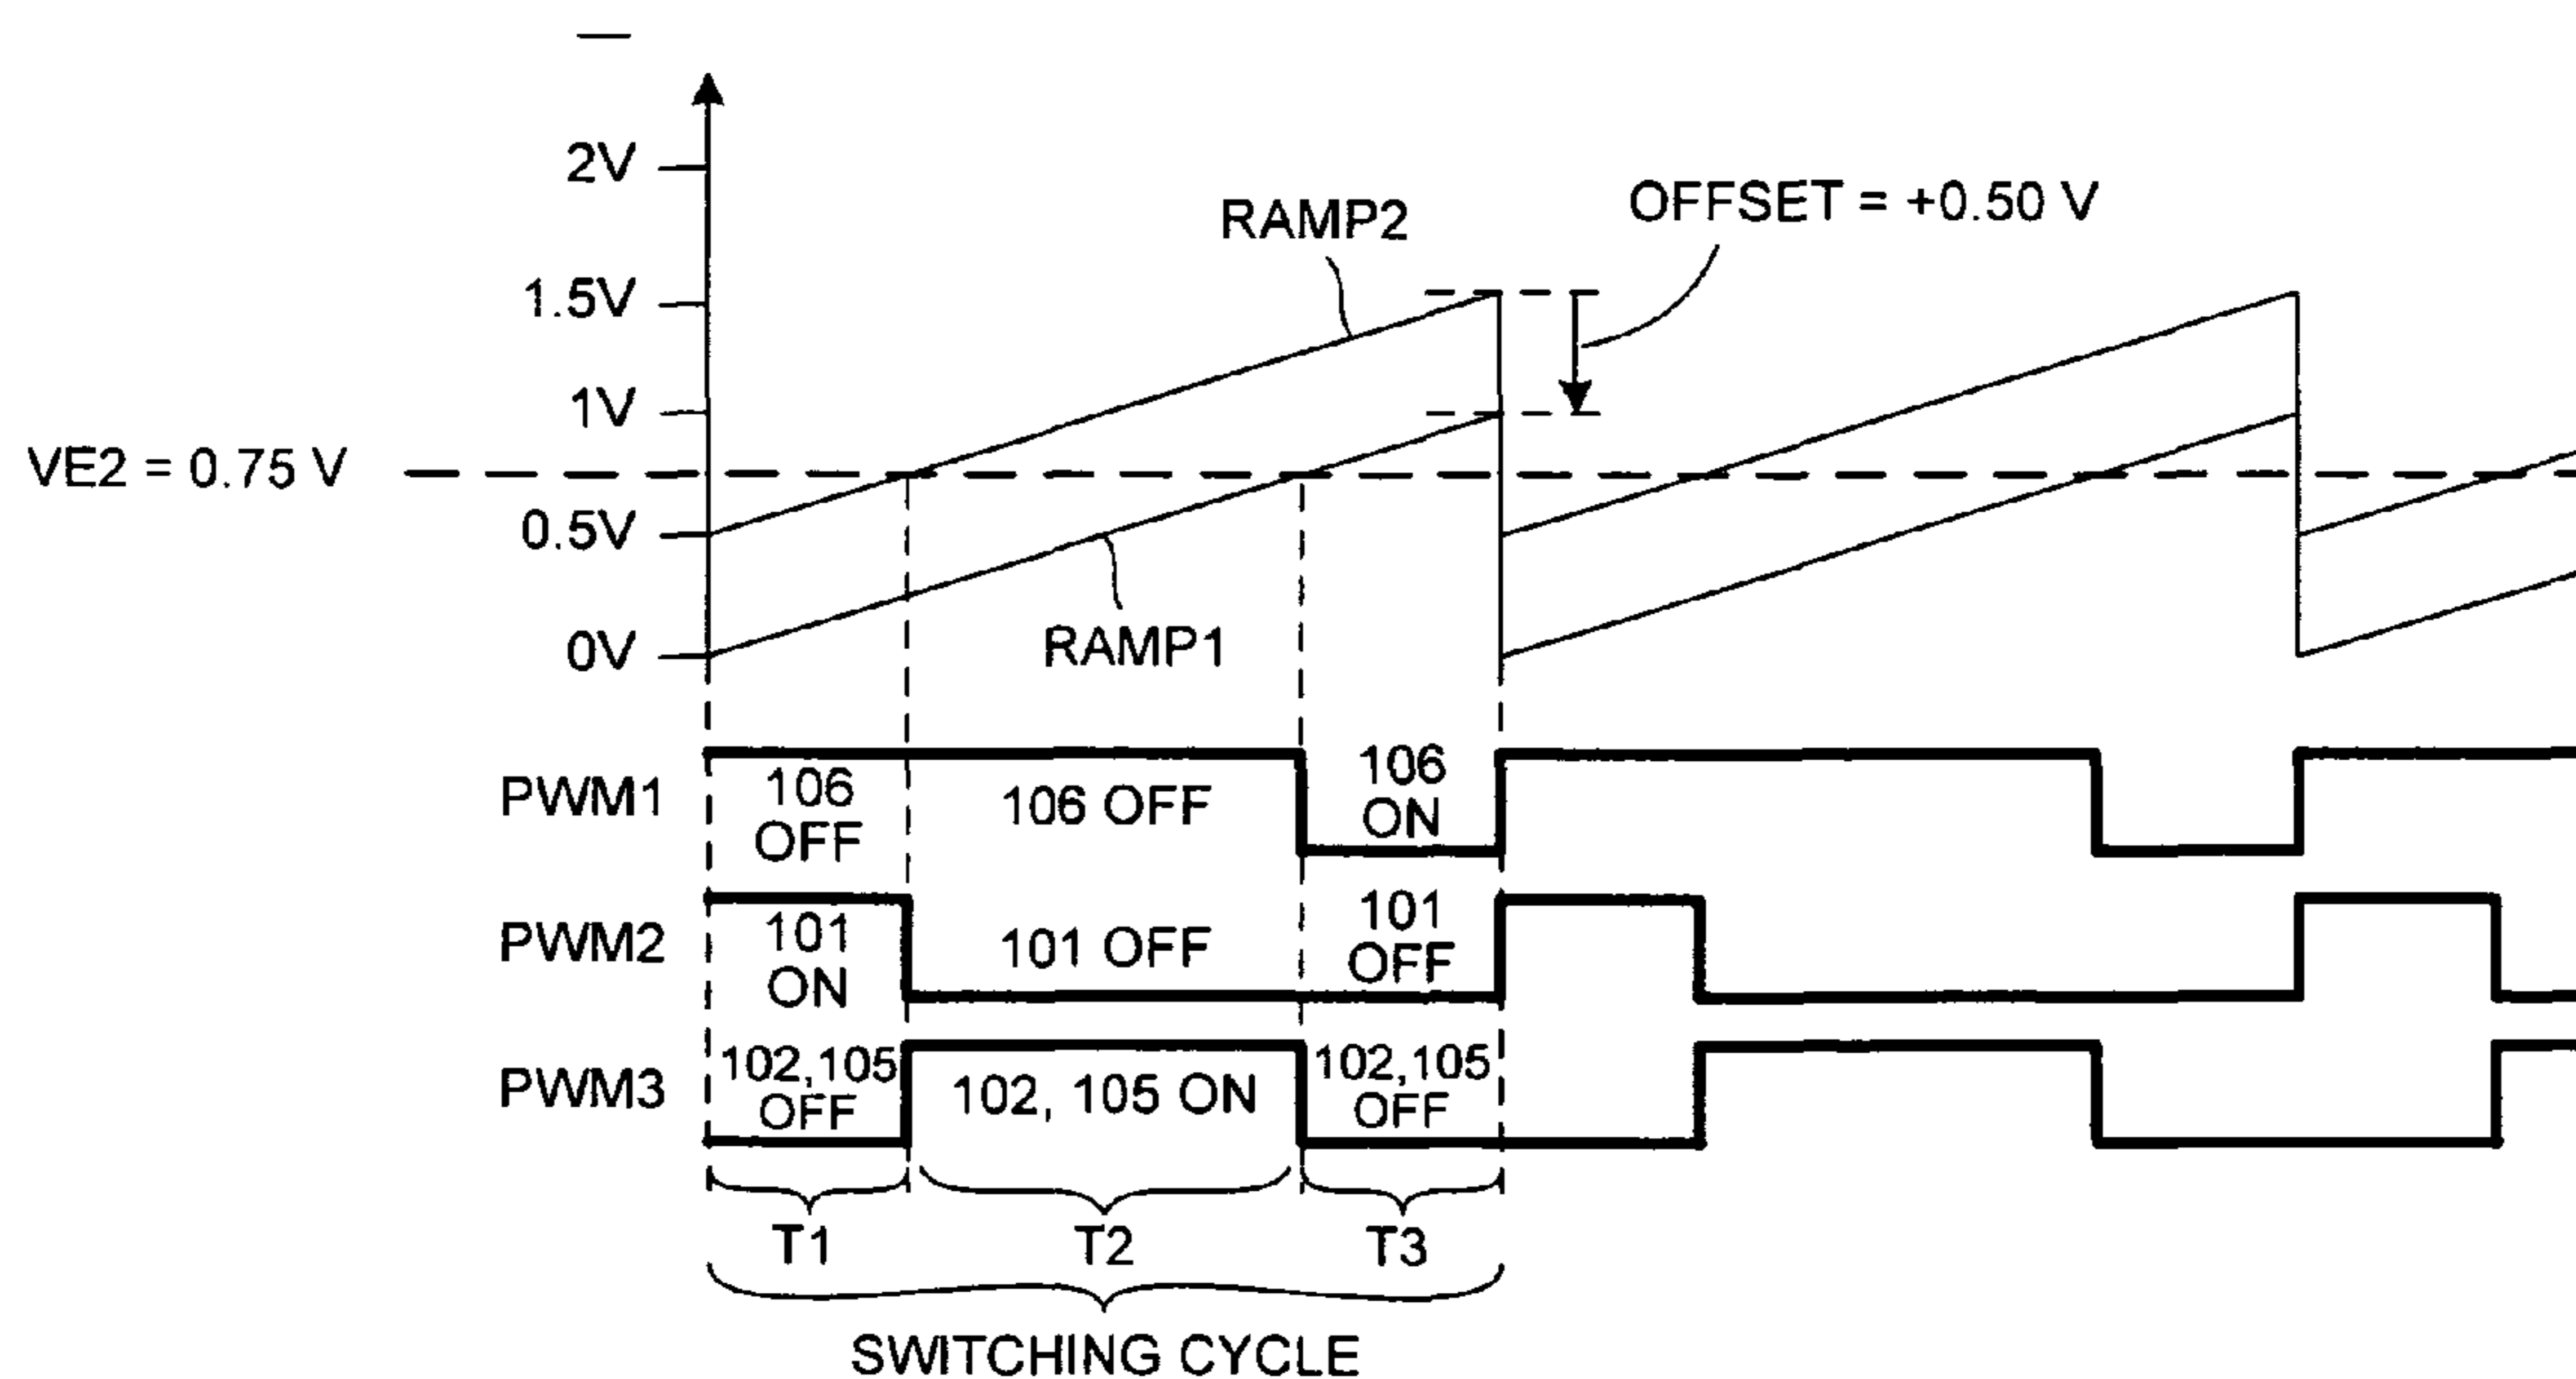 2V
RAMP2
OFFSET = +0.50 V
1.5V
1V
VE2 = 0.75 V
0.5V
0V
RAMP1
PWM1
106
OFF
106 OFF
106
ON
PWM2
101
ON
101 OFF
101
OFF
PWM3
102,105
OFF
102, 105 ON
102,105
OFF
T1
T2
T3
SWITCHING CYCLE